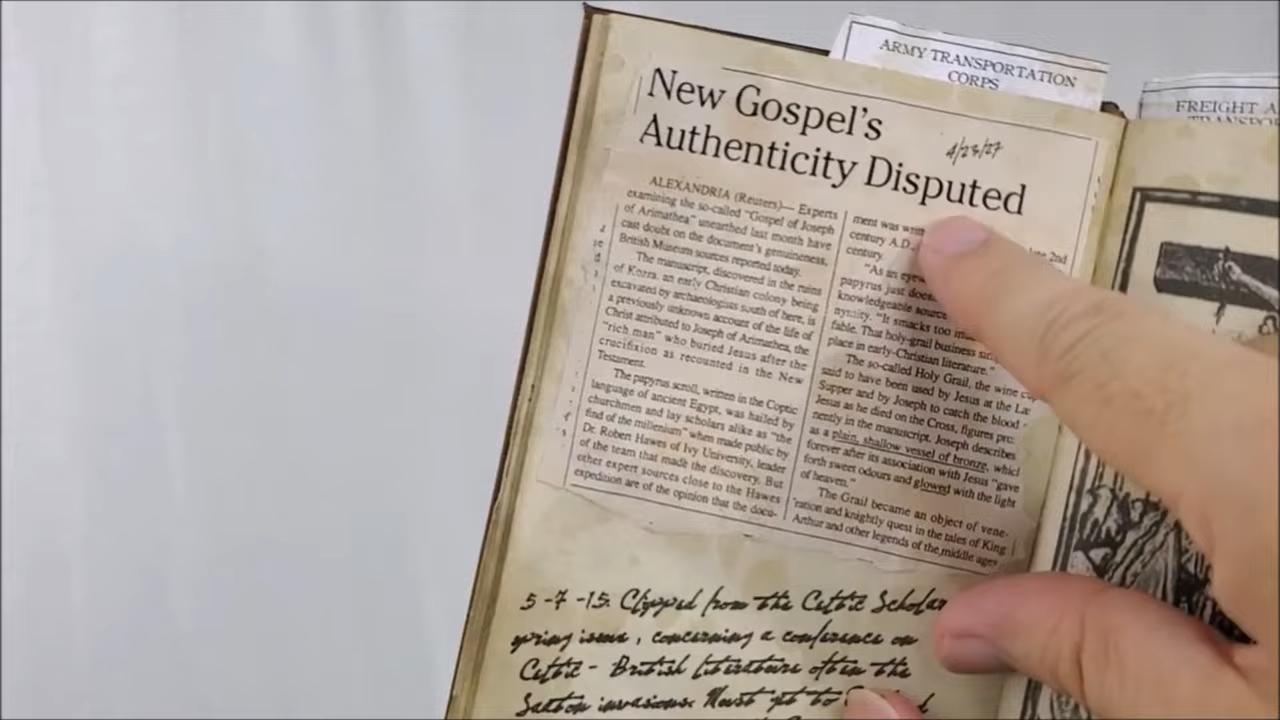 ARMY TRANSPORTATION
CORPS
FREIGHT A
New Gospel's
Authenticity Disputed
4/23/27
ALEXANDRIA (Reuters)— Experts
examining the so-called "Gospel of Joseph
of Arimathea" unearthed last month have
cast doubt on the document's genuineness,
British Museum sources reported today.
The manuscript, discovered in the ruins
of Korra, an early Christian colony being
excavated by archaeologists south of here, is
a previously unknown account of the life of
Christ attributed to Joseph of Arimathea, the
"rich man" who buried Jesus after the
crucifixion as recounted in the New
Testament.
The papyrus scroll, written in the Coptic
language of ancient Egypt, was hailed by
churchmen and lay scholars alike as "the
find of the millenium" when made public by
Dr. Robert Hawes of Ivy University, leader
of the team that made the discovery. But
other expert sources close to the Hawes
expedition are of the opinion that the docu-
ment was
2nd
century A.D.
century.
"As an
papyrus just
knowledgeable source
nymity. "It smacks too
fable. That holy-grail business
place in early-Christian literature."
The so-called Holy Grail, the wine
said to have been used by Jesus at the
Supper and by Joseph to catch the blood
Jesus as he died on the Cross, figures
nently in the manuscript. Joseph describes
as a plain, shallow vessel of bronze,
forever after its association with Jesus "gave
forth sweet odours and glowed with the light
of heaven."
The Grail became an object of vene-
ration and knightly quest in the tales of King
Arthur and other legends of the middle ages
5-7-15. Clipped from the Celtic Scholar
spring issue, concerning a conference on
Celtic - British literature often the
Saxton invasions. Must yet to